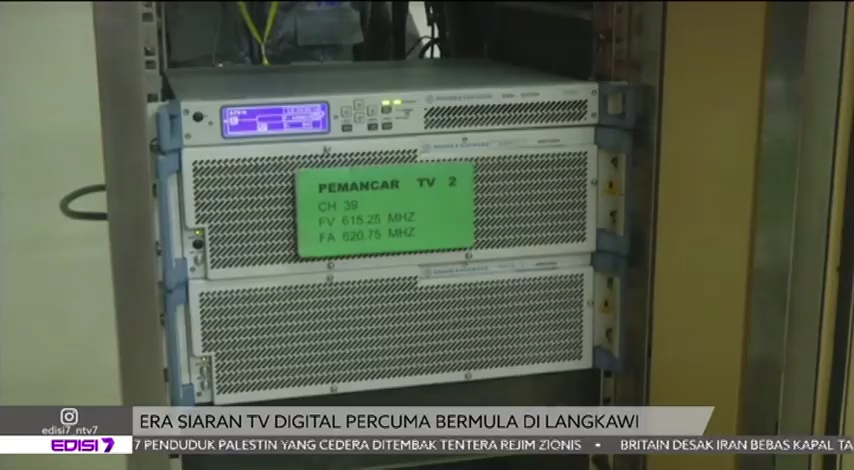 ATV
PEMANCAR TV 2
CH 39
FV 615.25 MHZ
FA 620.75 MHZ
ERA SIARAN TV DIGITAL PERCUMA BERMULA DI LANGKAWI
edisi7_ntv7
EDISI 7
7 PENDUDUK PALESTIN YANG CEDERA DITEMBAK TENTERA REJIM ZIONIS • BRITAIN DESAK IRAN BEBAS KAPAL TA